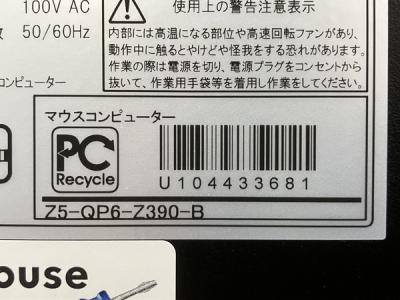 100V AC
使用上の警告注意表示
数 50/60Hz
内部には高温になる部位や高速回転ファンがあり、
動作中に触るとやけどや怪我をする恐れがあります。
作業の際は電源を切り、電源プラグをコンセントから
抜いて、作業用手袋等を着用し作業をしてください。
コンピューター
マウスコンピューター
PC
Recycle
U104433681
Z5-QP6-Z390-B
ouse